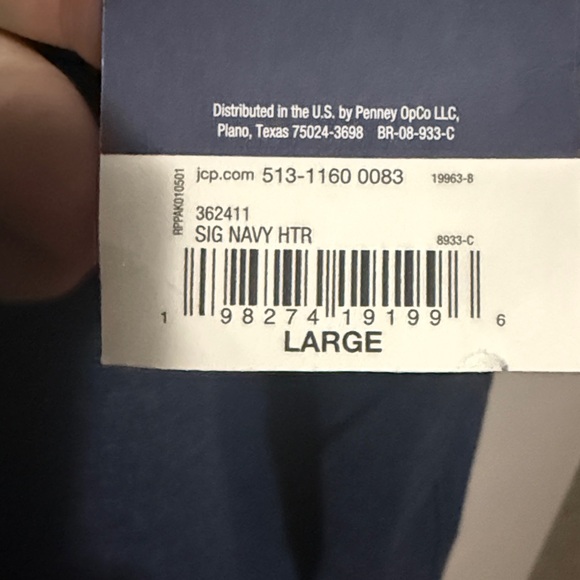 Distributed in the U.S. by Penney OpCo LLC,
Plano, Texas 75024-3698 BR-08-933-C
RPPAK010501
jcp.com 513-1160 0083 19963-8
362411
SIG NAVY HTR 8933-C
1 98274 19199 6
LARGE